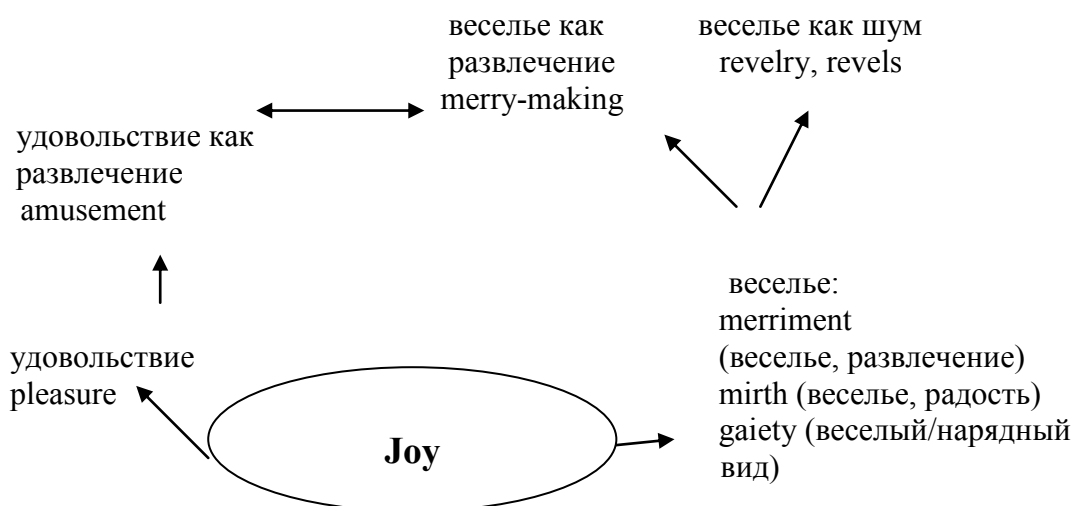 веселье как
развлечение
merry-making
веселье как шум
revelry, revels
удовольствие как
развлечение
amusement
удовольствие
pleasure
Joy
веселье:
merriment
(веселье, развлечение)
mirth (веселье, радость)
gaiety (веселый/нарядный
вид)